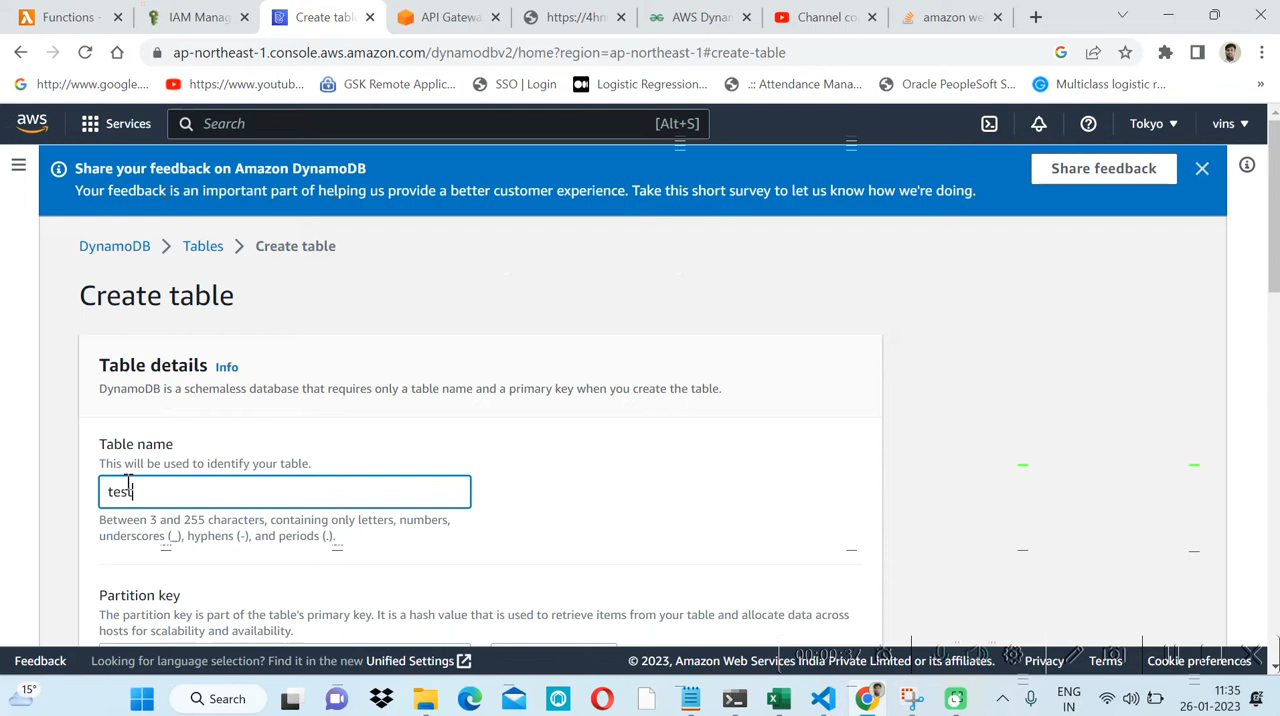 Functions -
IAM Manag
Create table
API Gatewa
https://4hm
AWS Dynam
Channel co
amazon we
ap-northeast-1.console.aws.amazon.com/dynamodbv2/home?region=ap-northeast-1#create-table
http://www.google....
https://www.youtub...
GSK Remote Applic...
SSO | Login
Logistic Regression...
.:: Attendance Mana...
Oracle PeopleSoft S...
Multiclass logistic r...
»
aws
Services
Search
[Alt+S]
Tokyo
vins
Share your feedback on Amazon DynamoDB
Your feedback is an important part of helping us provide a better customer experience. Take this short survey to let us know how we're doing.
Share feedback
DynamoDB
Tables
Create table
Create table
Table details Info
DynamoDB is a schemaless database that requires only a table name and a primary key when you create the table.
Table name
This will be used to identify your table.
test
Between 3 and 255 characters, containing only letters, numbers,
underscores (_), hyphens (-), and periods (.).
Partition key
The partition key is part of the table's primary key. It is a hash value that is used to retrieve items from your table and allocate data across
hosts for scalability and availability.
00:00:37
Feedback
Looking for language selection? Find it in the new Unified Settings
© 2023, Amazon Web Services India Private Limited or its affiliates.
Privacy
Terms
Cookie preferences
15°
Search
ENG
IN
11:35
26-01-2023